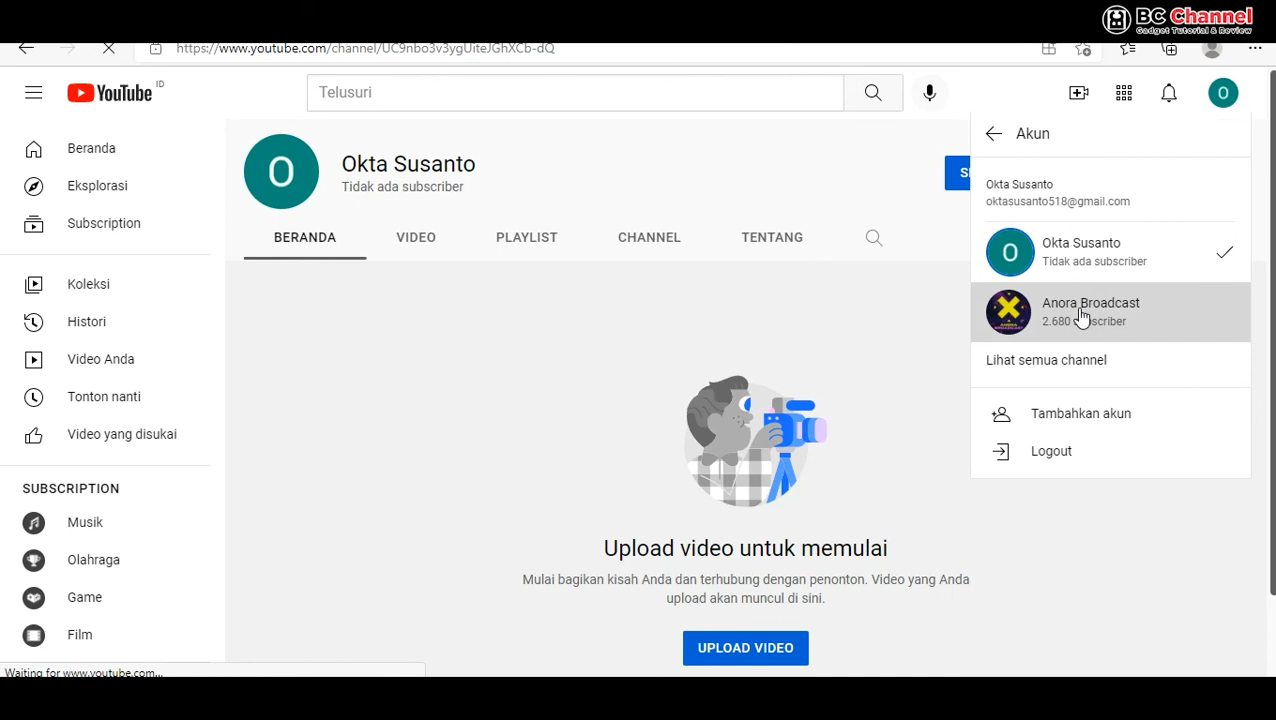 BC Channel
Gadget Tutorial & Review
https://www.youtube.com/channel/UC9nbo3v3ygUiteJGhXCb-dQ
YouTube ID
Telusuri
O
Akun
Okta Susanto
oktasusanto518@gmail.com
Okta Susanto
Tidak ada subscriber
Anora Broadcast
2.680
Lihat semua channel
Tambahkan akun
Logout
Beranda
Eksplorasi
Subscription
Koleksi
Histori
Video Anda
Tonton nanti
Video yang disukai
SUBSCRIPTION
Musik
Olahraga
Game
Film
O
Okta Susanto
Tidak ada subscriber
BERANDA VIDEO PLAYLIST CHANNEL TENTANG
Upload video untuk memulai
Mulai bagikan kisah Anda dan terhubung dengan penonton. Video yang Anda
upload akan muncul di sini.
UPLOAD VIDEO
Waiting for www.youtube.com...